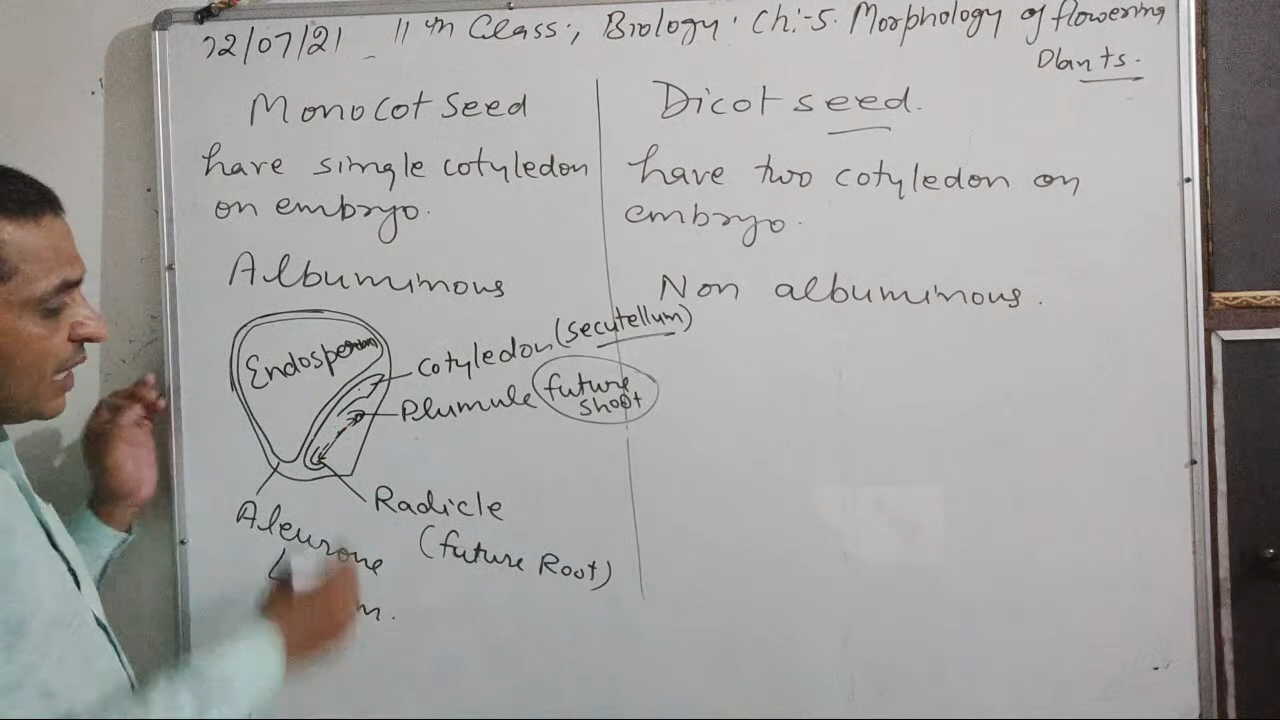 22/07/21 11th Class, Biology. Ch:-5. Morphology of flowering
Plants.
Monocot Seed
have single cotyledon
on embryo.
Albuminous
Endosperm
Cotyledon (Secutellum)
Plumule (future
shoot
Radicle
(future Root)
Aleurone
Dicot seed.
have two cotyledon on
embryo.
Non albuminous.